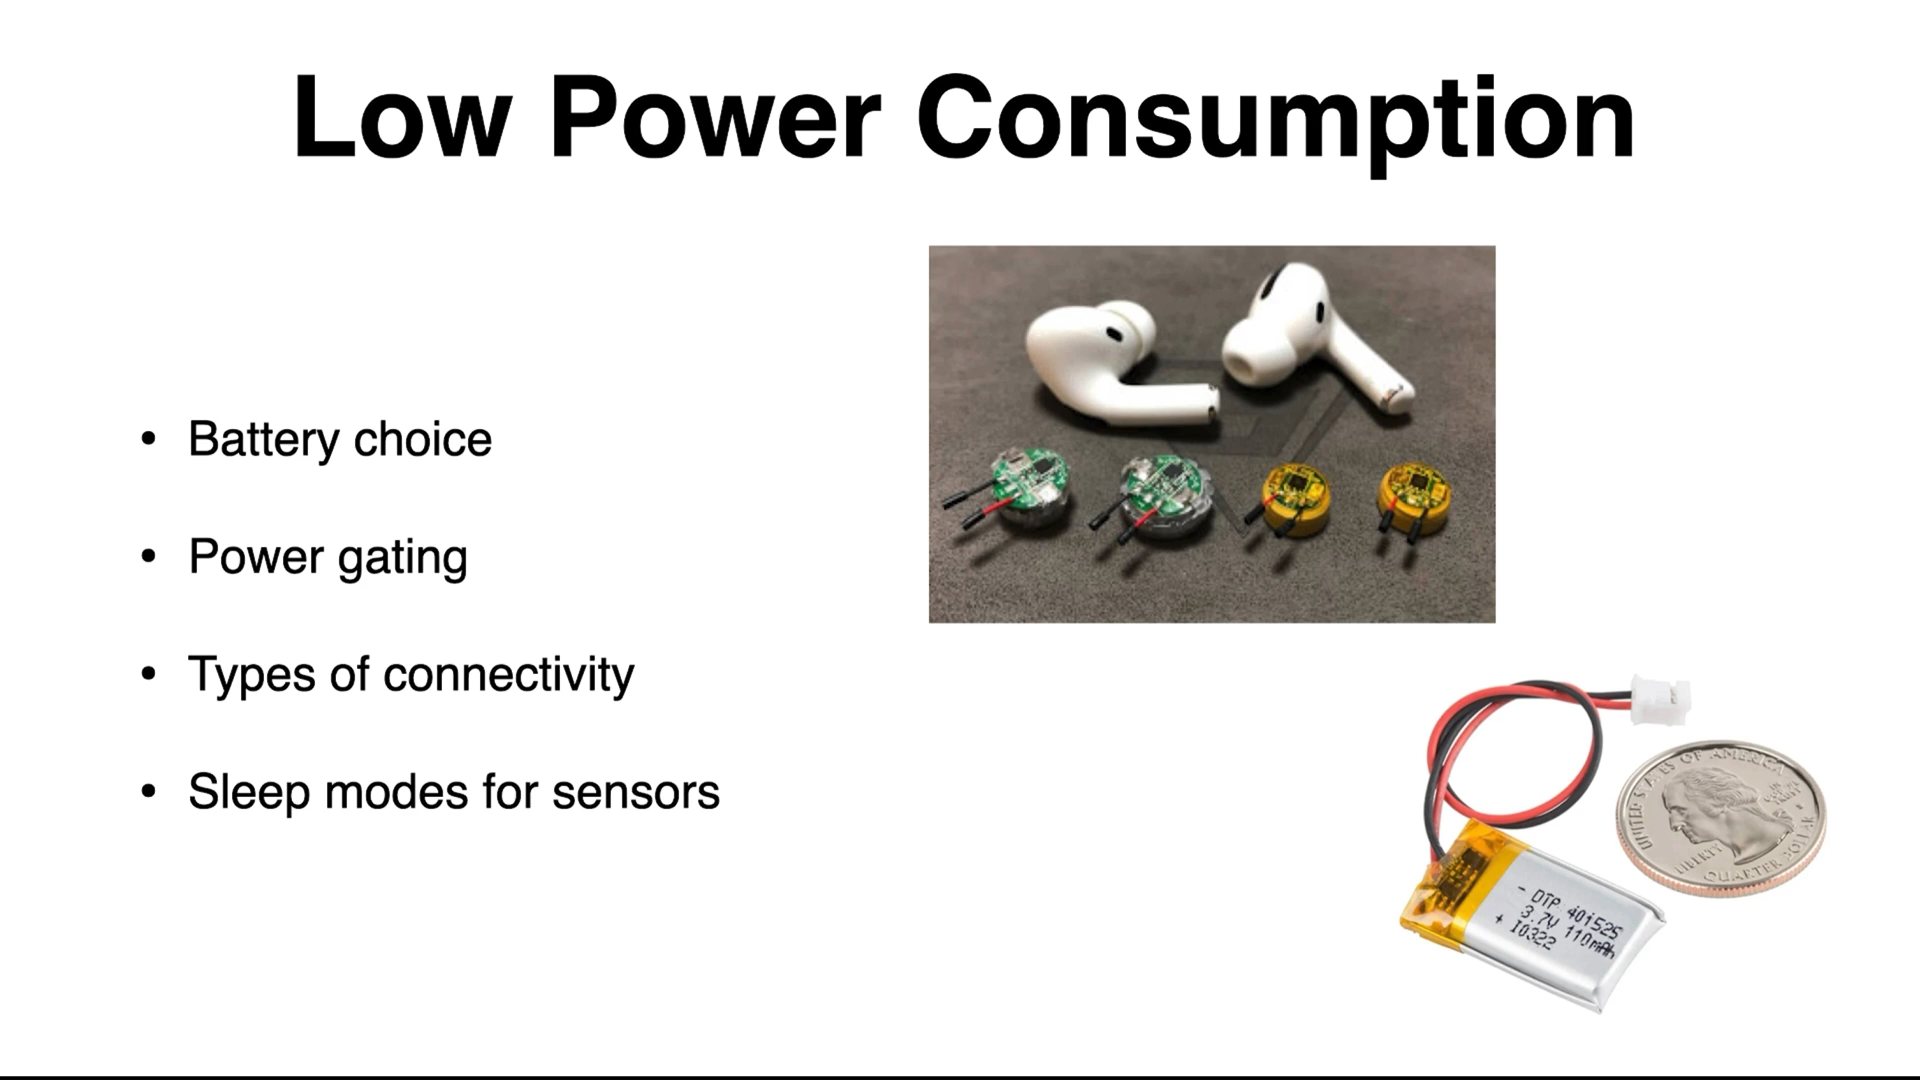 Low Power Consumption
• Battery choice
• Power gating
• Types of connectivity
• Sleep modes for sensors
- DTP 401525
3.7V 110mAh
+ I0322
UNITED STATES OF AMERICA
LIBERTY
QUARTER DOLLAR